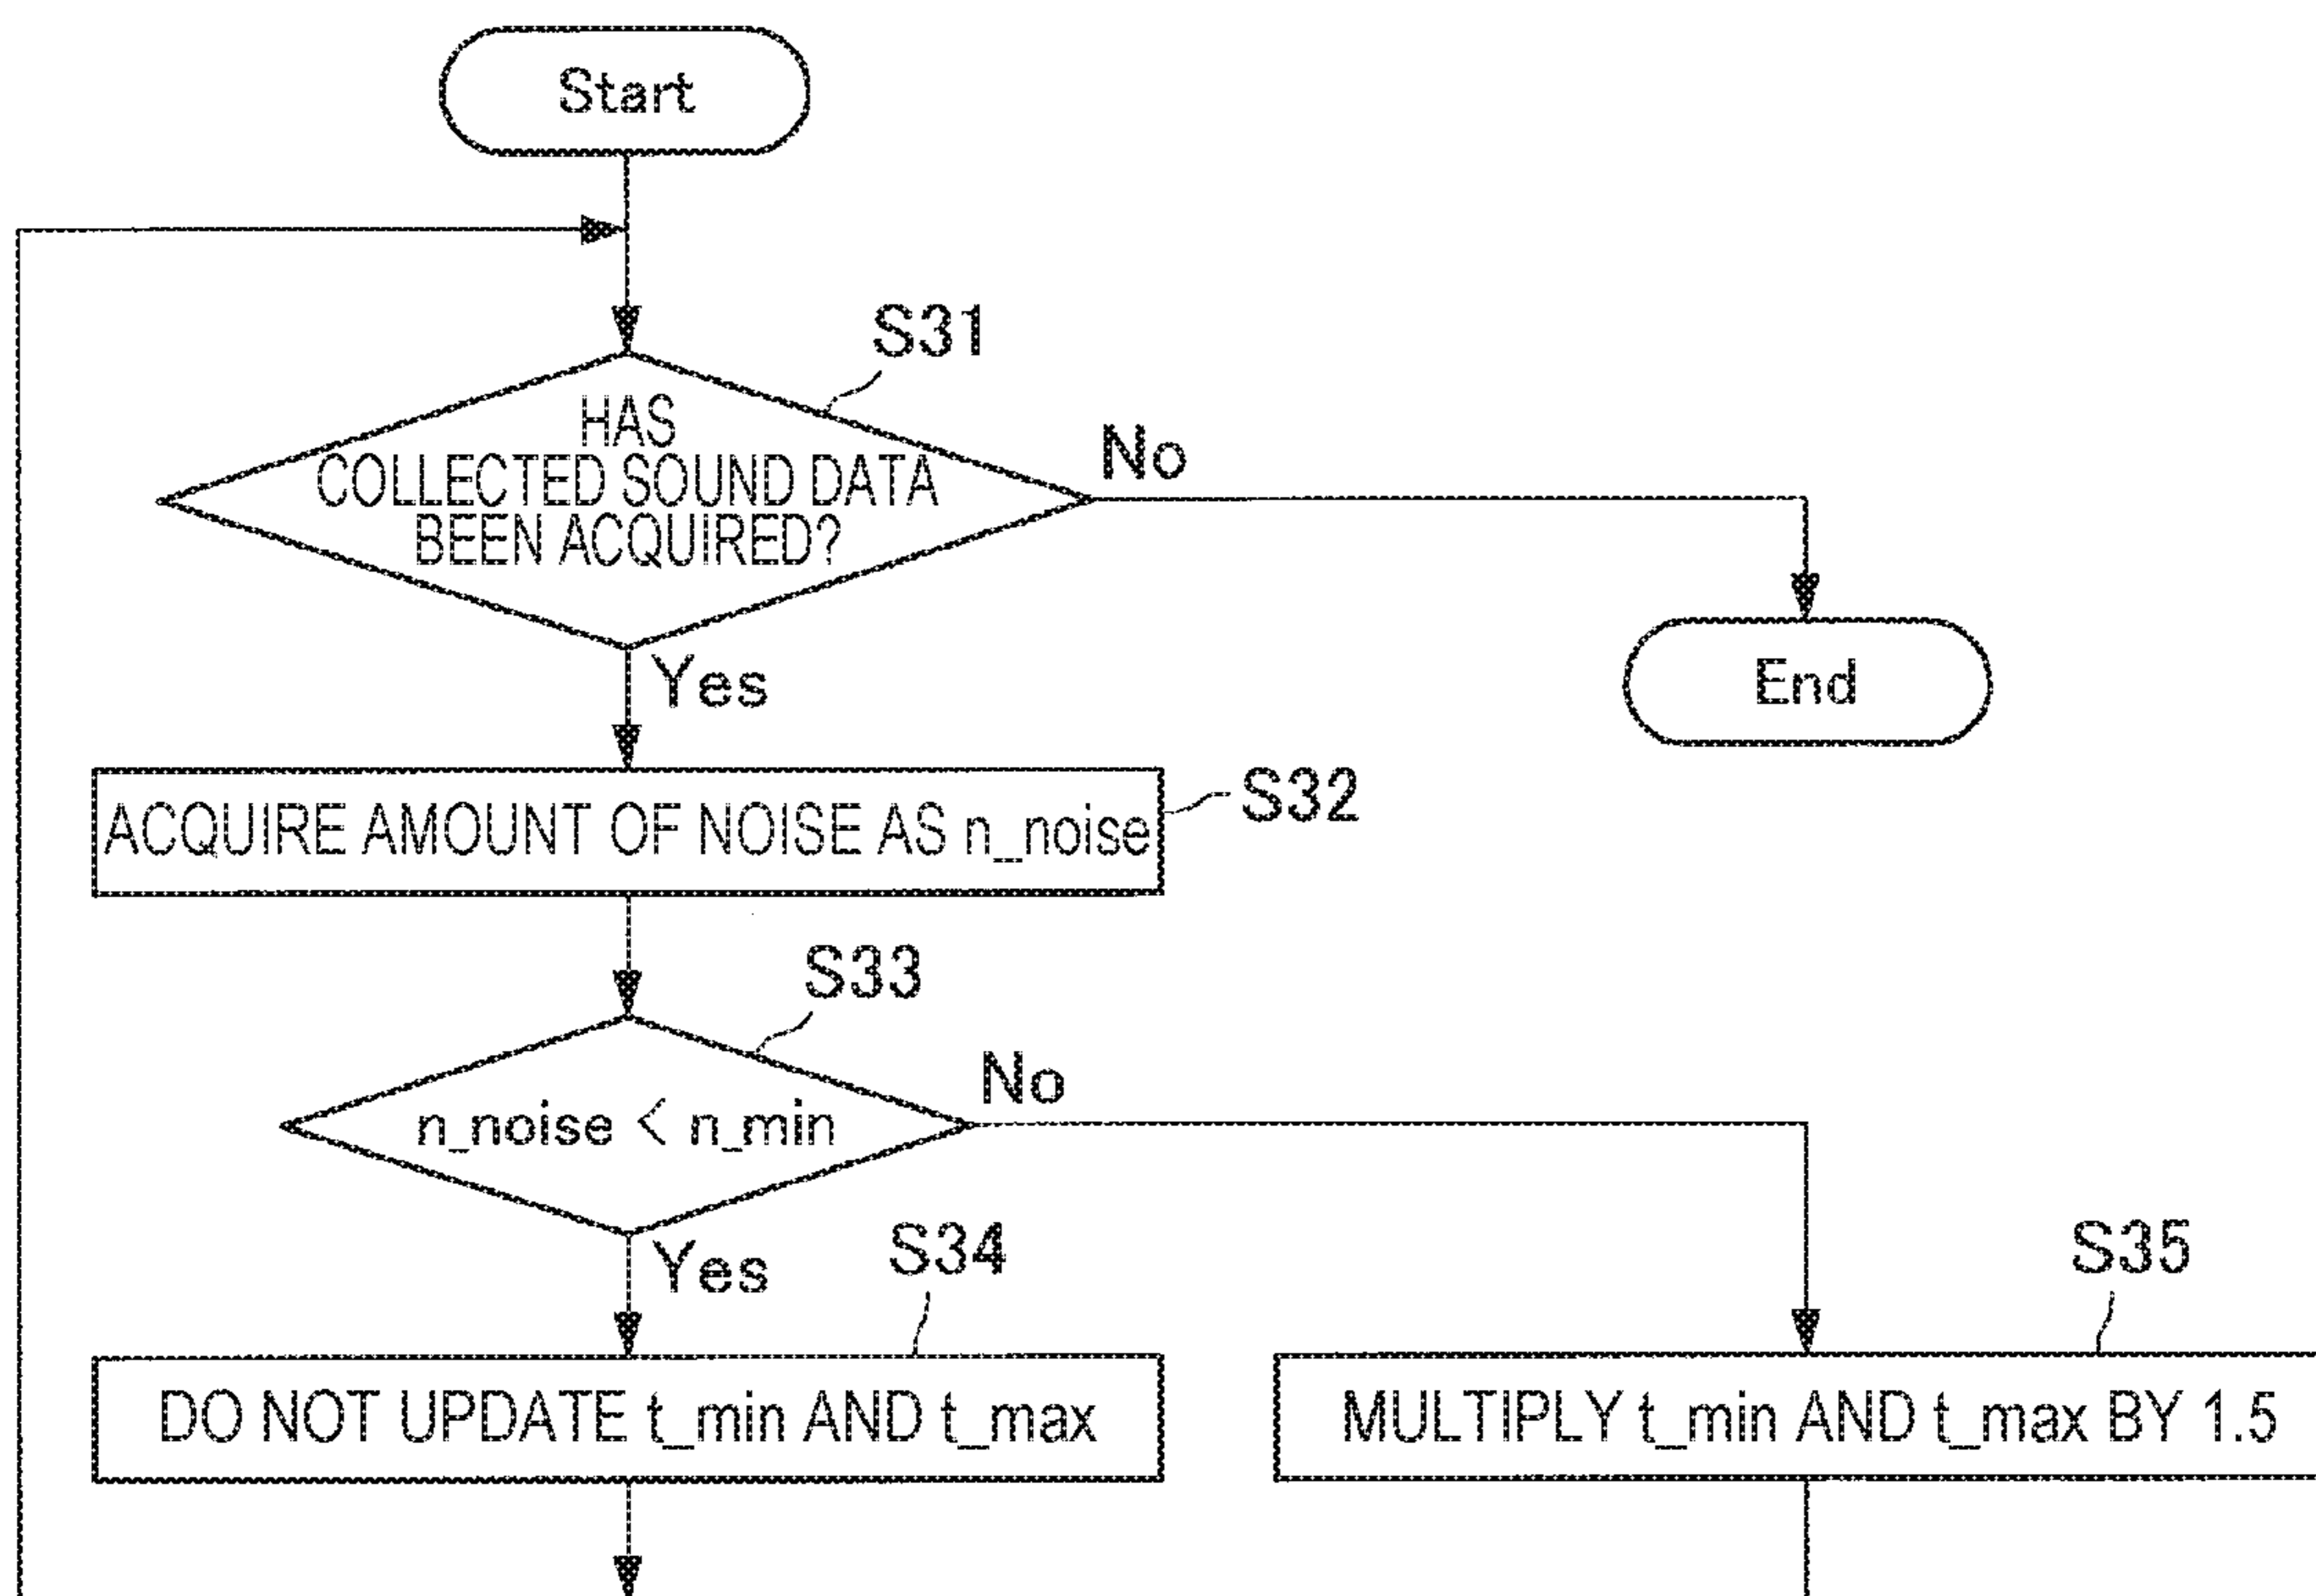 Start
S31
HAS
COLLECTED SOUND DATA
BEEN ACQUIRED?
No
Yes
End
ACQUIRE AMOUNT OF NOISE AS n_noise
S32
S33
n_noise < n_min
No
Yes
S34
S35
DO NOT UPDATE t_min AND t_max
MULTIPLY t_min AND t_max BY 1.5